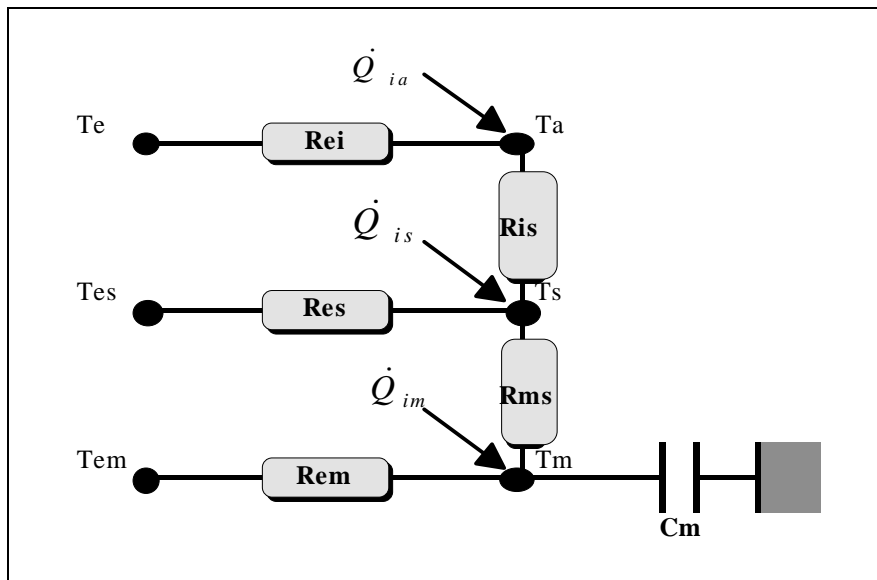 Q̇ ia
Te
Rei
Ta
Ris
Q̇ is
Tes
Res
Ts
Rms
Q̇ im
Tem
Rem
Tm
Cm